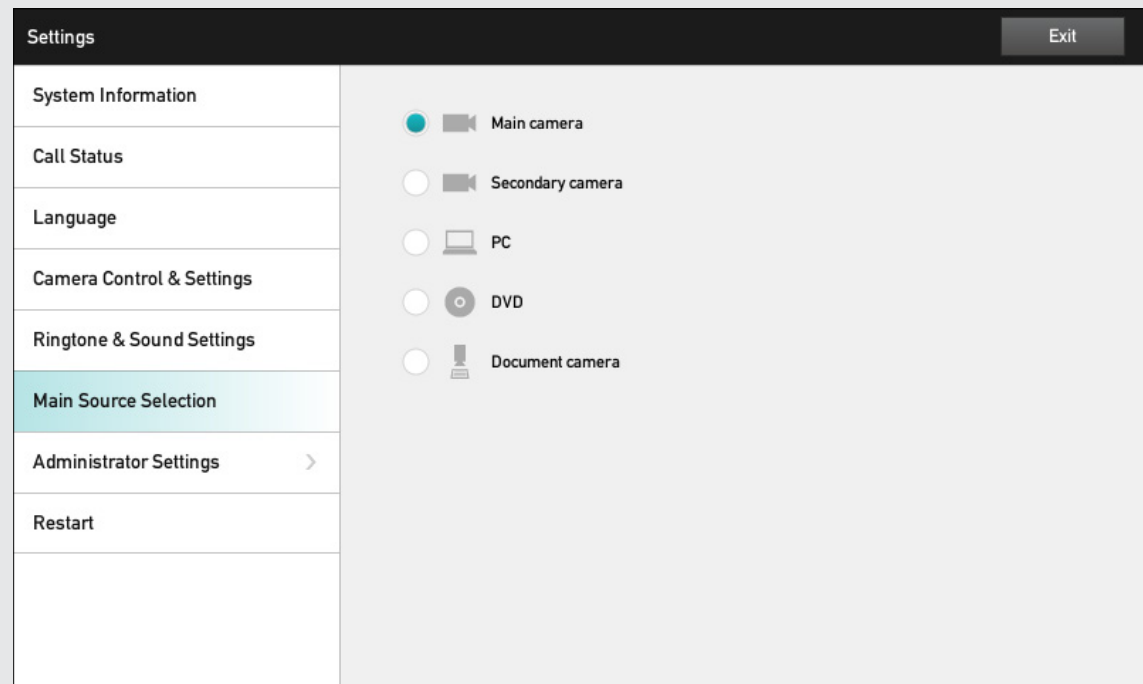 Settings
Exit
System Information
Call Status
Language
Camera Control & Settings
Ringtone & Sound Settings
Main Source Selection
Administrator Settings
Restart
Main camera
Secondary camera
PC
DVD
Document camera